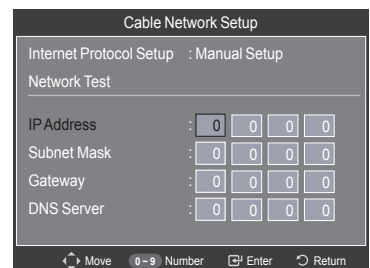 Cable Network Setup
Internet Protocol Setup : Manual Setup
Network Test
IP Address : 0 0 0 0
Subnet Mask : 0 0 0 0
Gateway : 0 0 0 0
DNS Server : 0 0 0 0
Move 0~9 Number Enter Return